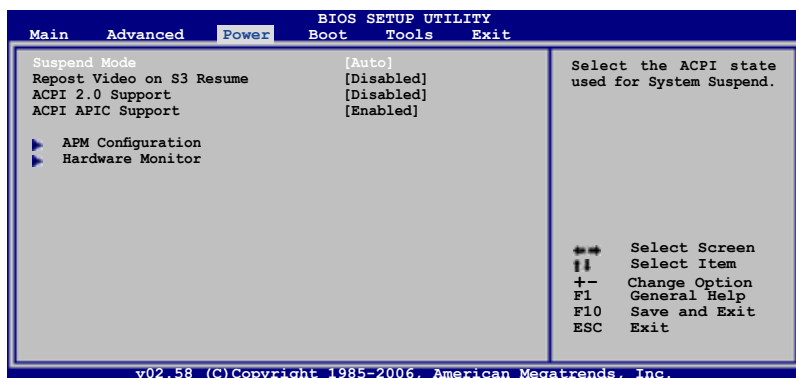 BIOS SETUP UTILITY
Main Advanced Power Boot Tools Exit
Suspend Mode [Auto]
Repost Video on S3 Resume [Disabled]
ACPI 2.0 Support [Disabled]
ACPI APIC Support [Enabled]
APM Configuration
Hardware Monitor
Select the ACPI state
used for System Suspend.
Select Screen
Select Item
+- Change Option
F1 General Help
F10 Save and Exit
ESC Exit
v02.58 (C)Copyright 1985-2006, American Megatrends, Inc.